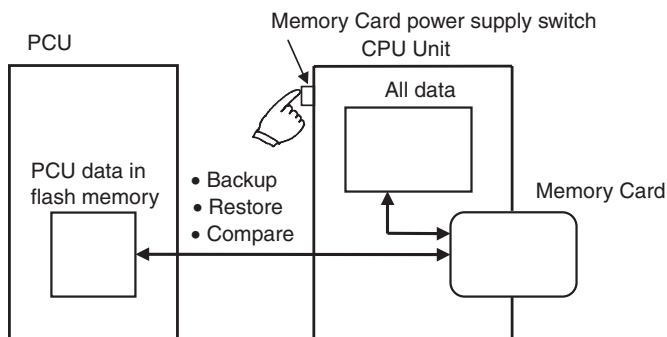 Memory Card power supply switch
PCU
CPU Unit
All data
PCU data in
flash memory
• Backup
• Restore
• Compare
Memory Card